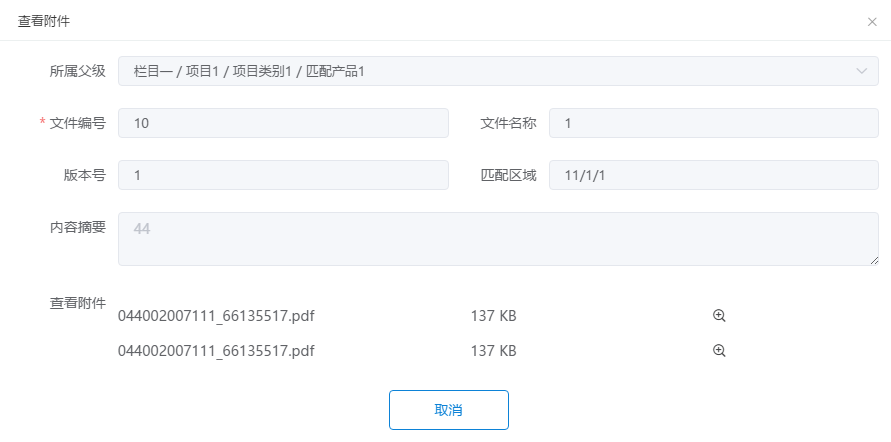 查看附件
所属父级 栏目一 / 项目1 / 项目类别1 / 匹配产品1
* 文件编号 10 文件名称 1
版本号 1 匹配区域 11/1/1
内容摘要 44
查看附件
044002007111_66135517.pdf 137 KB
044002007111_66135517.pdf 137 KB
取消